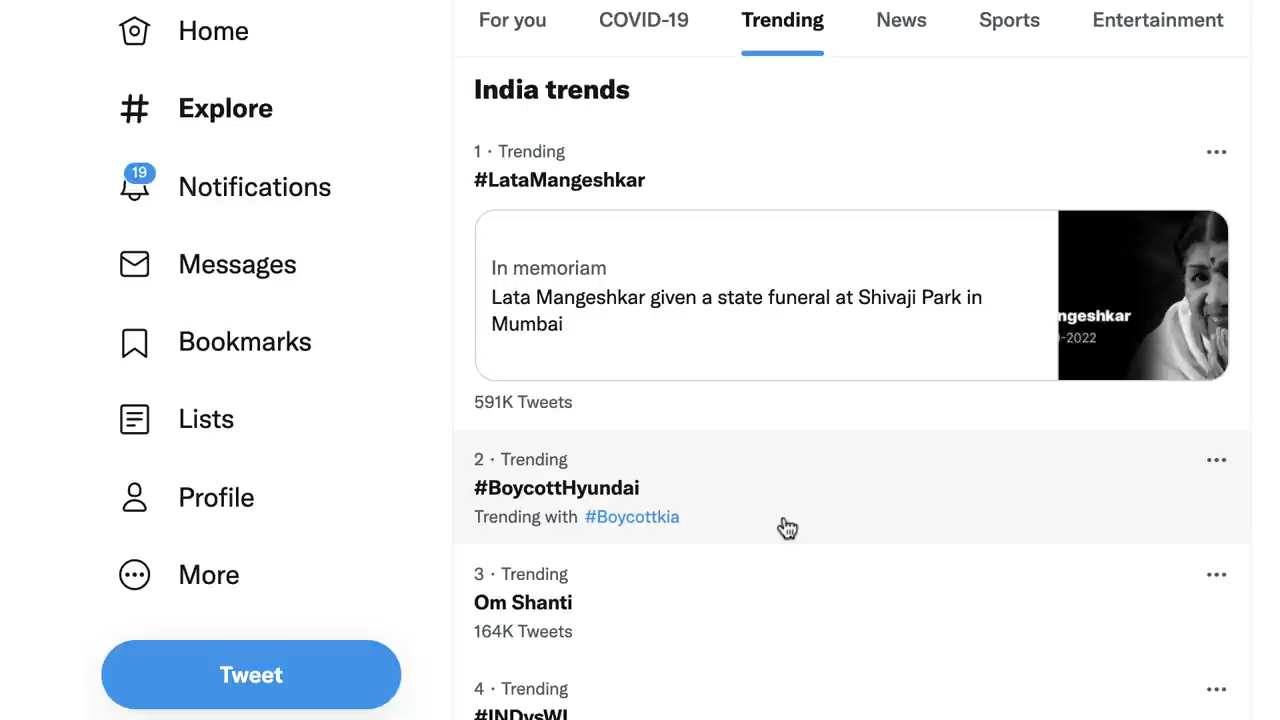 Home
Explore
19
Notifications
Messages
Bookmarks
Lists
Profile
More
Tweet
For you COVID-19 Trending News Sports Entertainment
India trends
1 · Trending
#LataMangeshkar
In memoriam
Lata Mangeshkar given a state funeral at Shivaji Park in
Mumbai
ngeshkar
-2022
591K Tweets
2 · Trending
#BoycottHyundai
Trending with #Boycottkia
3 · Trending
Om Shanti
164K Tweets
4 · Trending
#INDvsWI